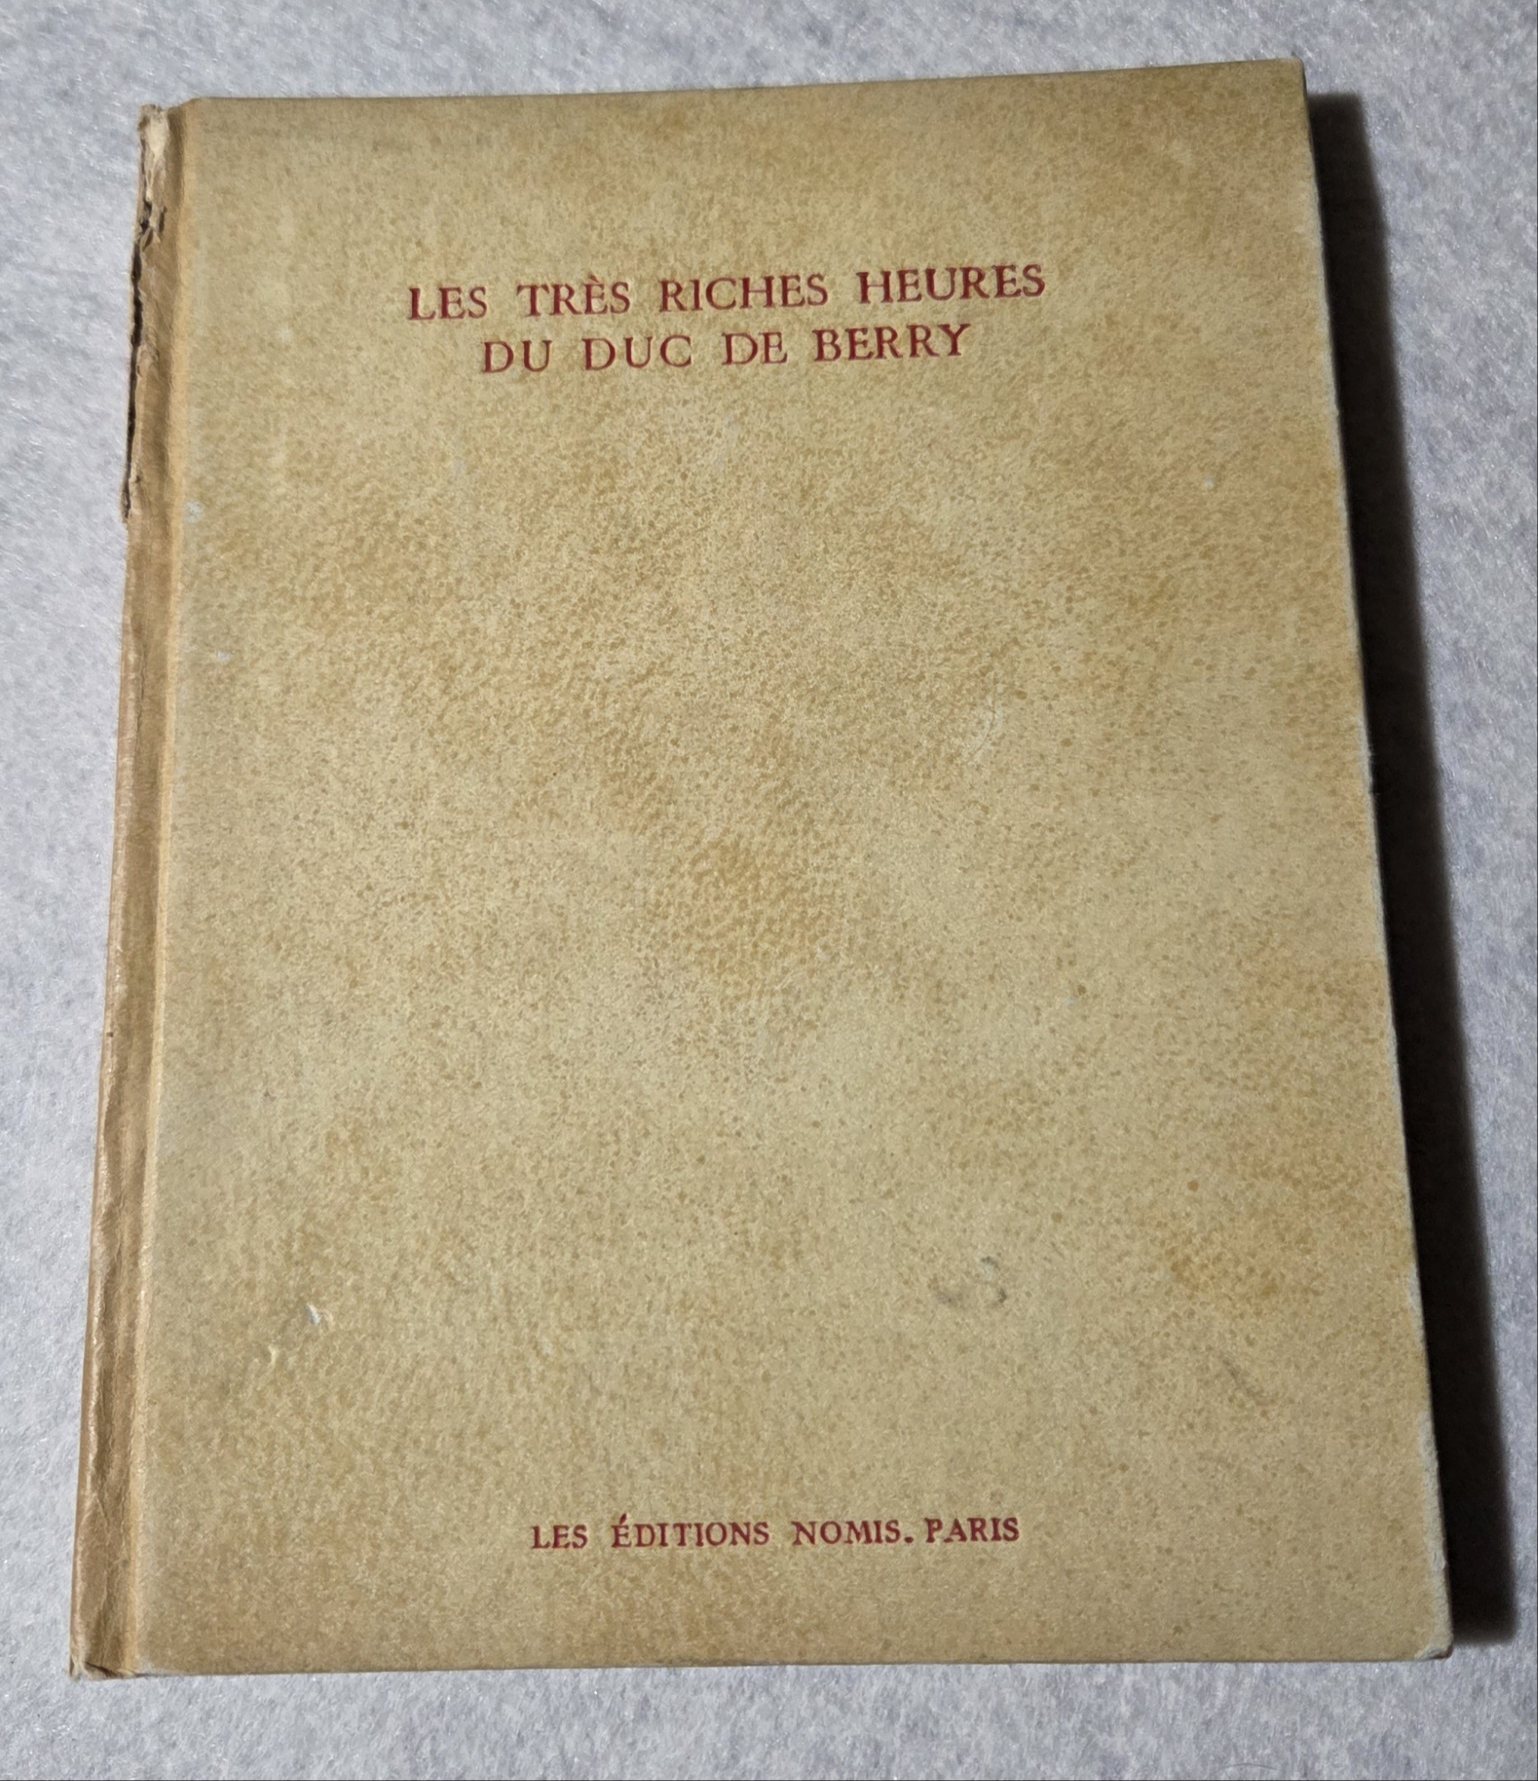 LES TRÈS RICHES HEURES
DU DUC DE BERRY
LES ÉDITIONS NOMIS. PARIS